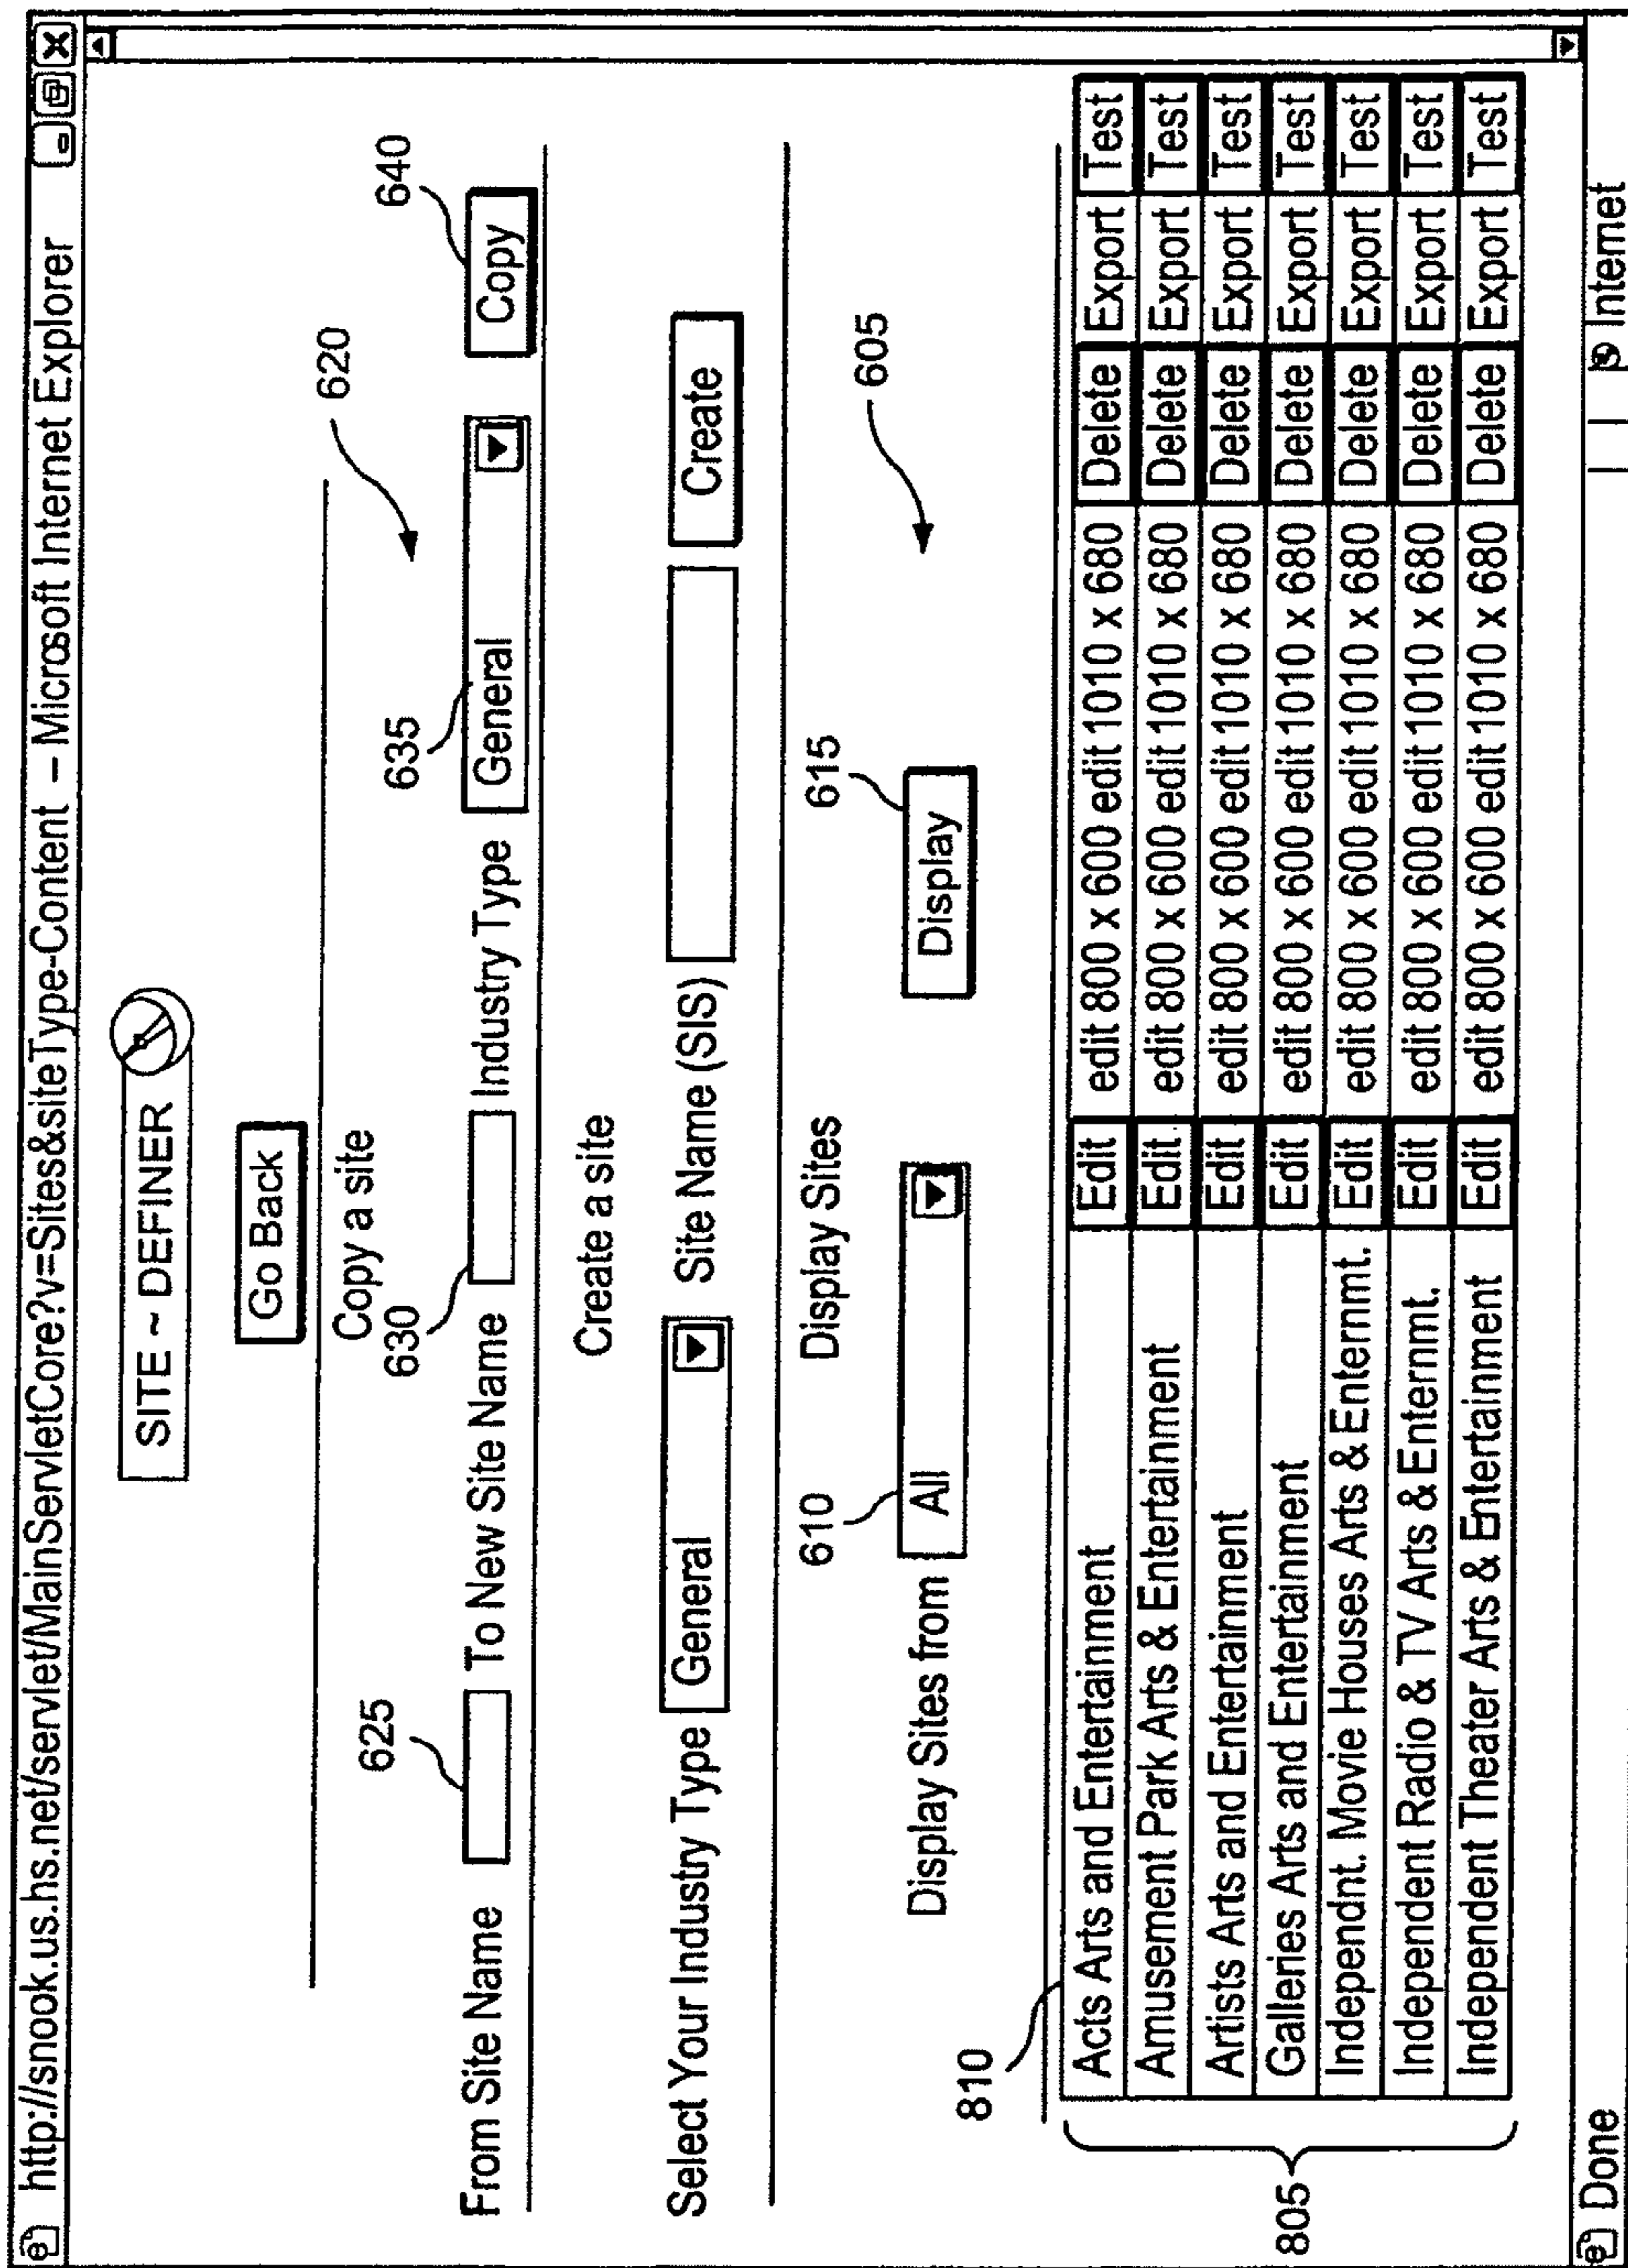 http://snook.us.hs.net/servlet/MainServletCore?v=Sites&siteType-Content – Microsoft Internet Explorer
SITE ~ DEFINER
Go Back
Copy a site
620
625
630
635
640
From Site Name To New Site Name Industry Type General Copy
Create a site
Select Your Industry Type General Site Name (SIS) Create
Display Sites
605
610
615
Display Sites from All Display
810
805
Acts Arts and Entertainment Edit edit 800 x 600 edit 1010 x 680 Delete Export Test
Amusement Park Arts & Entertainment Edit edit 800 x 600 edit 1010 x 680 Delete Export Test
Artists Arts and Entertainment Edit edit 800 x 600 edit 1010 x 680 Delete Export Test
Galleries Arts and Entertainment Edit edit 800 x 600 edit 1010 x 680 Delete Export Test
Independnt. Movie Houses Arts & Enternmt. Edit edit 800 x 600 edit 1010 x 680 Delete Export Test
Independent Radio & TV Arts & Enternmt. Edit edit 800 x 600 edit 1010 x 680 Delete Export Test
Independent Theater Arts & Entertainment Edit edit 800 x 600 edit 1010 x 680 Delete Export Test
Done Internet